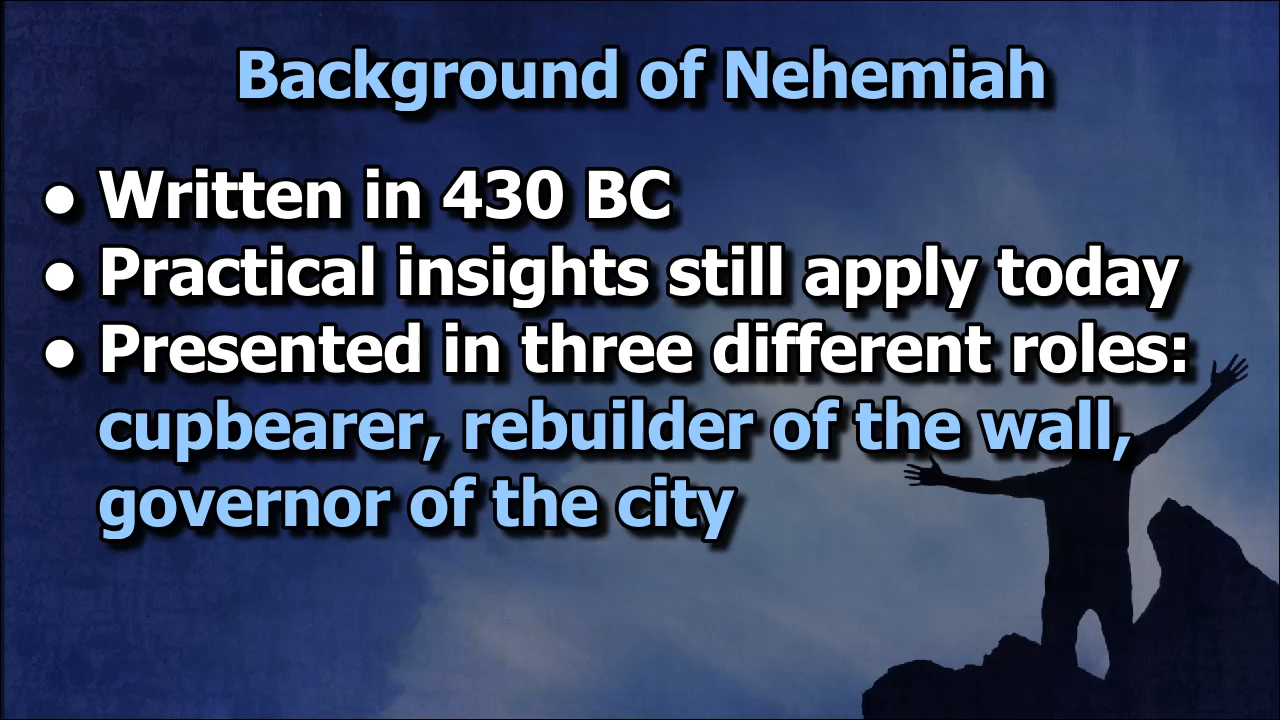 Background of Nehemiah
● Written in 430 BC
● Practical insights still apply today
● Presented in three different roles:
cupbearer, rebuilder of the wall,
governor of the city